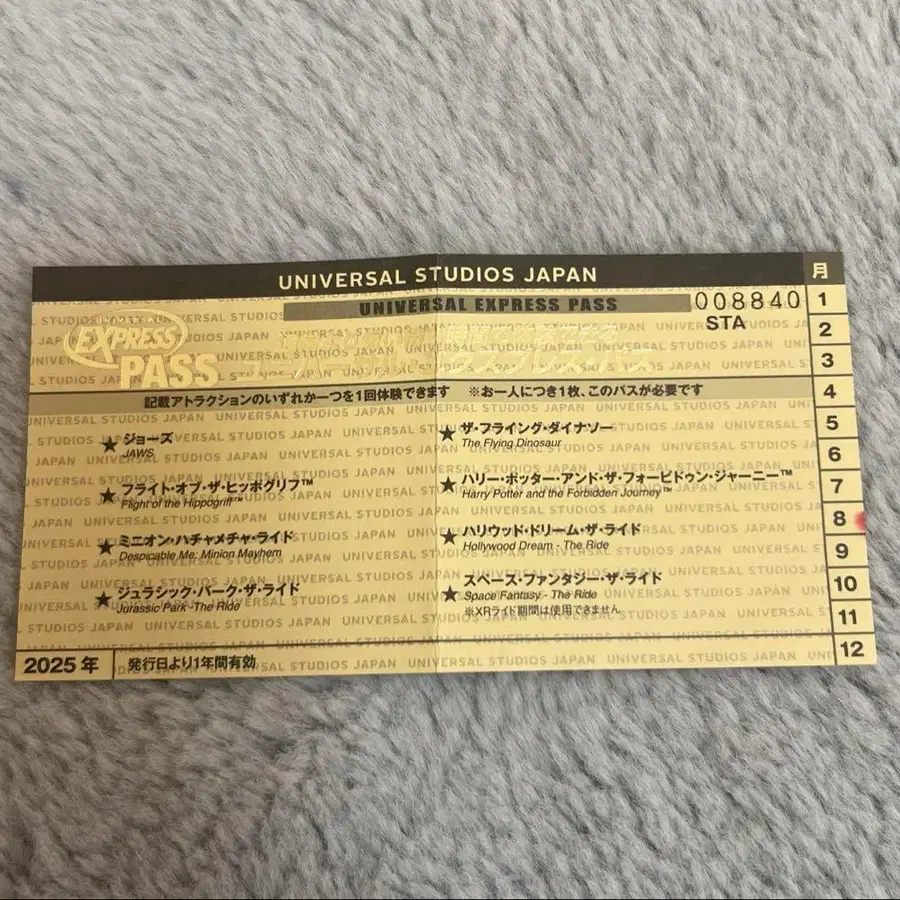 UNIVERSAL STUDIOS JAPAN
月
UNIVERSAL EXPRESS PASS
008840
STA
UNIVERSAL
EXPRESS
PASS
記載アトラクションのいずれか一つを1回体験できます ※お一人につき1枚、このパスが必要です
★ ジョーズ
JAWS
★ フライト・オブ・ザ・ヒッポグリフ™
Flight of the Hippogriff™
★ ミニオン・ハチャメチャ・ライド
Despicable Me: Minion Mayhem
★ ジュラシック・パーク・ザ・ライド
Jurassic Park - The Ride
★ ザ・フライング・ダイナソー
The Flying Dinosaur
★ ハリー・ポッター・アンド・ザ・フォービドゥン・ジャーニー™
Harry Potter and the Forbidden Journey™
★ ハリウッド・ドリーム・ザ・ライド
Hollywood Dream - The Ride
★ スペース・ファンタジー・ザ・ライド
Space Fantasy - The Ride
※XRライド期間は使用できません
1
2
3
4
5
6
7
8
9
10
11
12
2025年
発行日より1年間有効